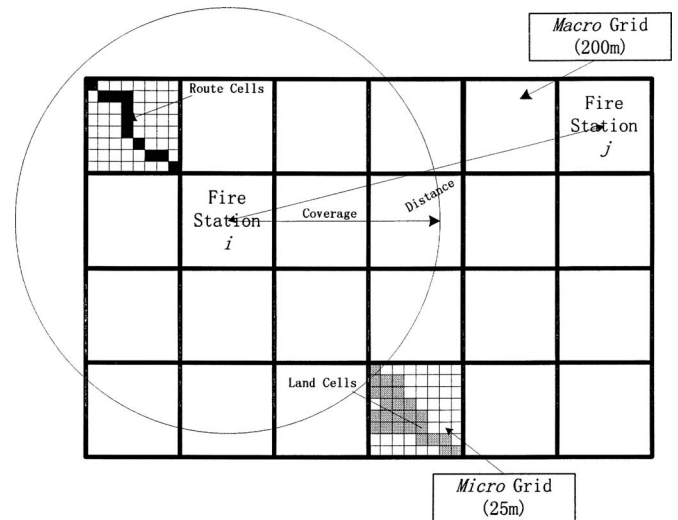 Macro Grid
(200m)
Route Cells
Fire
Station
j
Fire
Station
i
Coverage
Distance
Land Cells
Micro Grid
(25m)